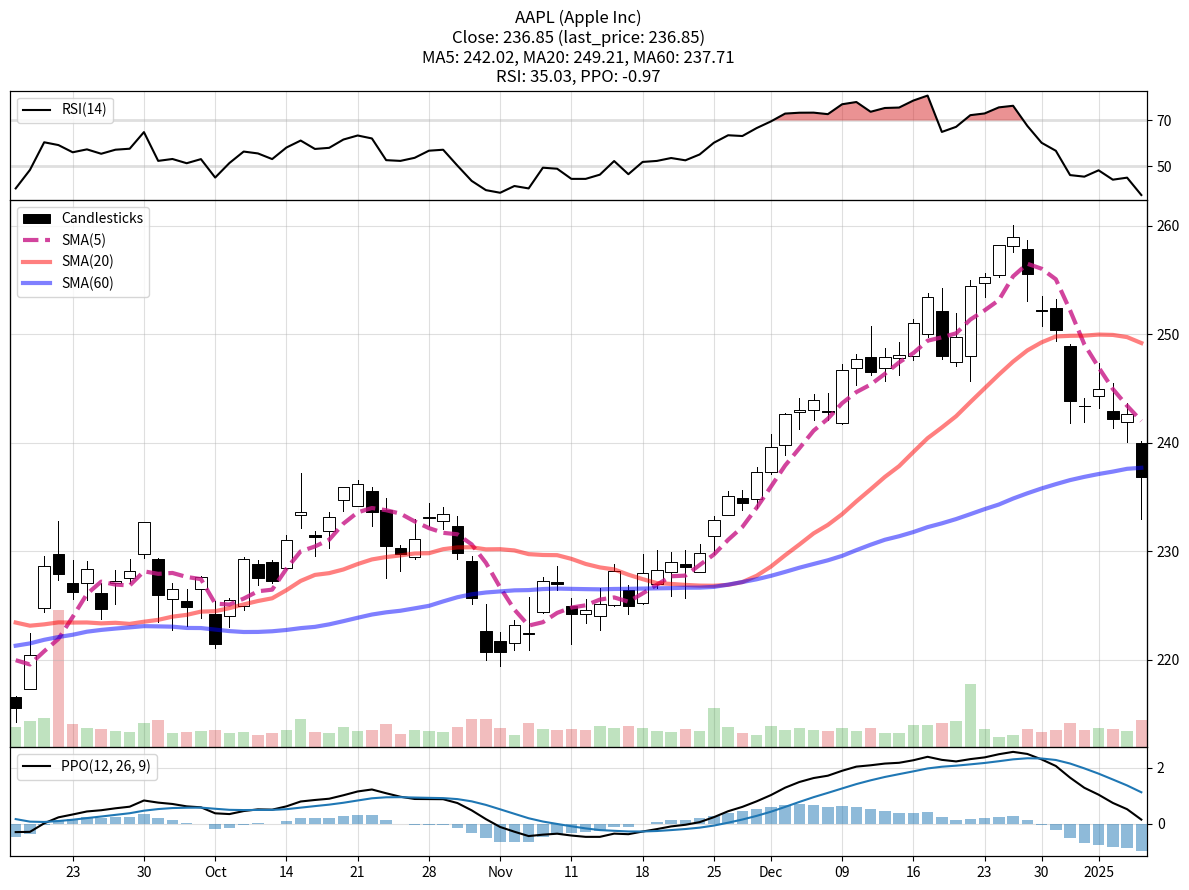 AAPL (Apple Inc)
Close: 236.85 (last_price: 236.85)
MA5: 242.02, MA20: 249.21, MA60: 237.71
RSI: 35.03, PPO: -0.97
RSI(14)
70
50
Candlesticks
SMA(5)
SMA(20)
SMA(60)
260
250
240
230
220
PPO(12, 26, 9)
2
0
23 30 Oct 14 21 28 Nov 11 18 25 Dec 09 16 23 30 2025